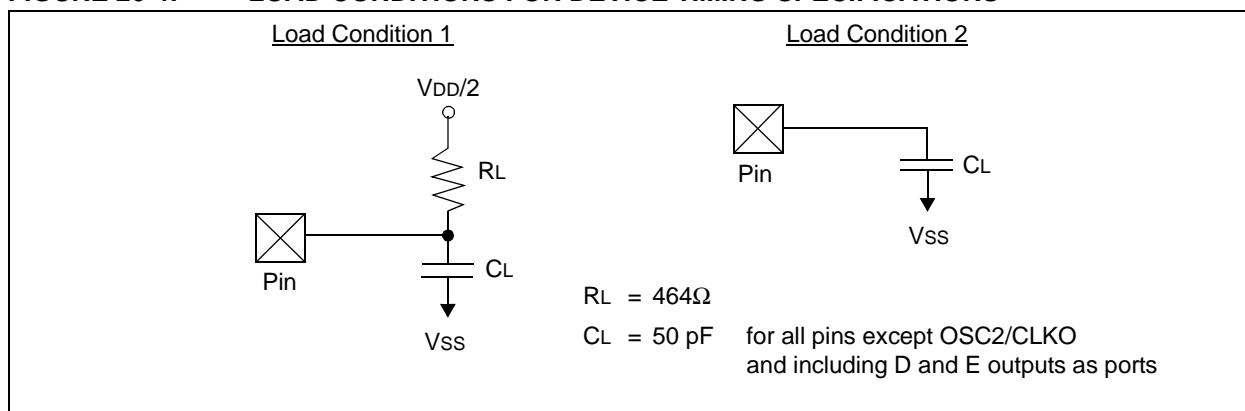 Load Condition 1
Load Condition 2
VDD/2
RL
CL
Pin
VSS
CL
Pin
VSS
RL = 464Ω
CL = 50 pF for all pins except OSC2/CLKO
and including D and E outputs as ports